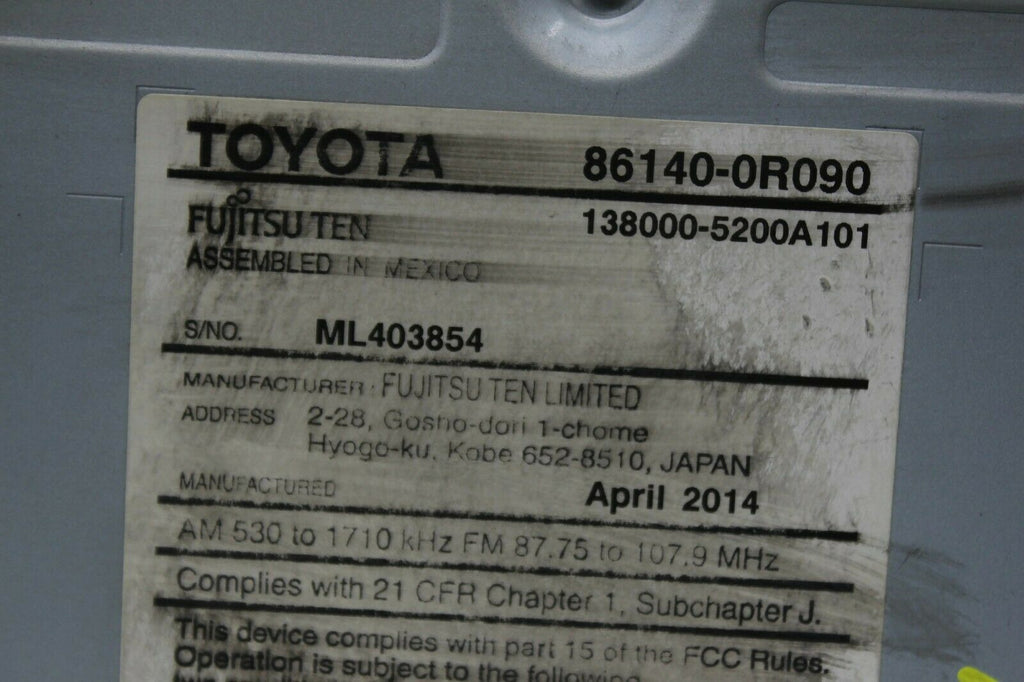 TOYOTA 86140-0R090
FUJITSU TEN 138000-5200A101
ASSEMBLED IN MEXICO
S/NO. ML403854
MANUFACTURER : FUJITSU TEN LIMITED
ADDRESS 2-28, Gosho-dori 1-chome
Hyogo-ku, Kobe 652-8510, JAPAN
MANUFACTURED April 2014
AM 530 to 1710 kHz FM 87.75 to 107.9 MHz
Complies with 21 CFR Chapter 1, Subchapter J.
This device complies with part 15 of the FCC Rules.
Operation is subject to the following